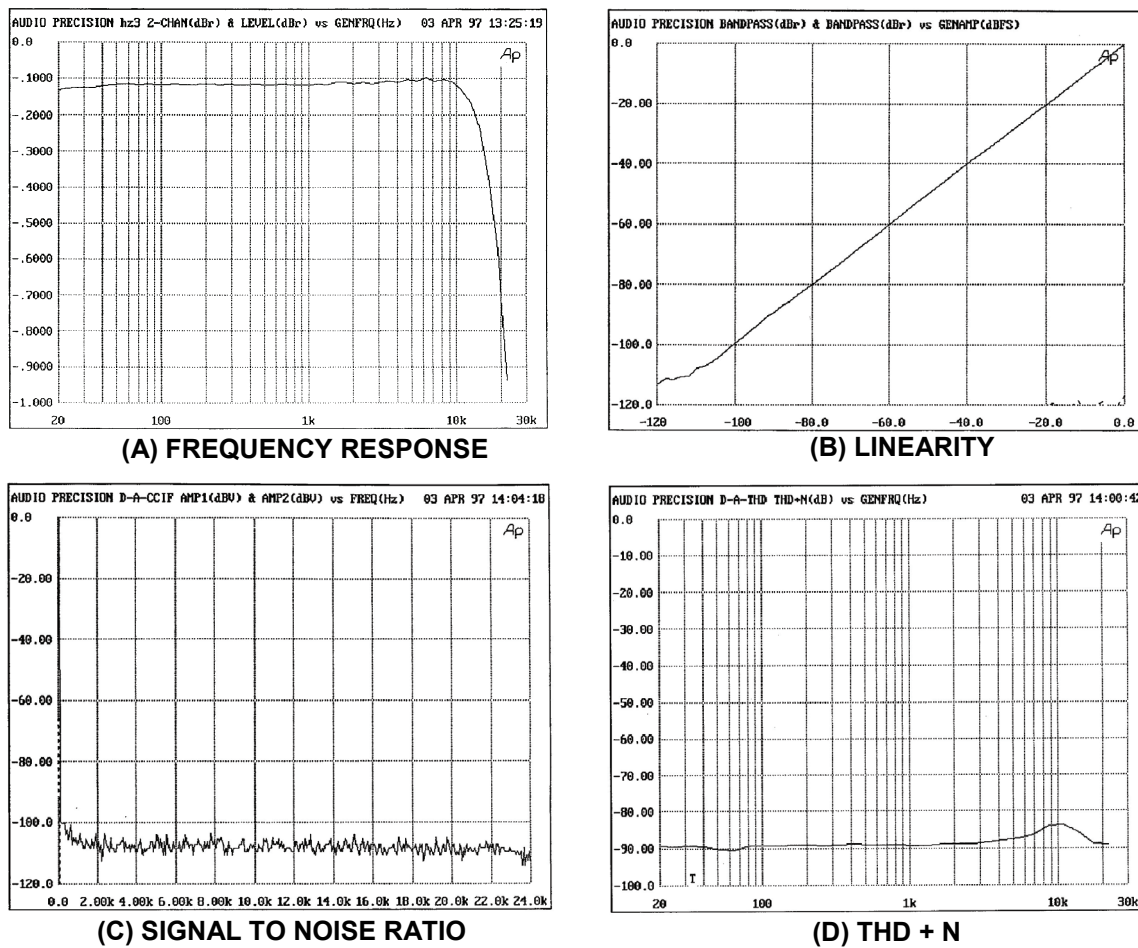 AUDIO PRECISION hz3 2-CHAN(dBr) & LEVEL(dBr) vs GENFRQ(Hz) 03 APR 97 13:25:19
Ap
0.0
-.1000
-.2000
-.3000
-.4000
-.5000
-.6000
-.7000
-.8000
-.9000
-1.000
20 100 1k 10k 30k
(A) FREQUENCY RESPONSE
AUDIO PRECISION BANDPASS(dBr) & BANDPASS(dBr) vs GENAMP(dBFS)
Ap
0.0
-20.00
-40.00
-60.00
-80.00
-100.0
-120.0
-120 -100 -80.0 -60.0 -40.0 -20.0 0.0
(B) LINEARITY
AUDIO PRECISION D-A-CCIF AMP1(dBV) & AMP2(dBV) vs FREQ(Hz) 03 APR 97 14:04:18
Ap
0.0
-20.00
-40.00
-60.00
-80.00
-100.0
-120.0
0.0 2.00k 4.00k 6.00k 8.00k 10.0k 12.0k 14.0k 16.0k 18.0k 20.0k 22.0k 24.0k
(C) SIGNAL TO NOISE RATIO
AUDIO PRECISION D-A-THD THD+N(dB) vs GENFRQ(Hz) 03 APR 97 14:00:42
Ap
0.0
-10.00
-20.00
-30.00
-40.00
-50.00
-60.00
-70.00
-80.00
-90.00
-100.0
T
20 100 1k 10k 30k
(D) THD + N